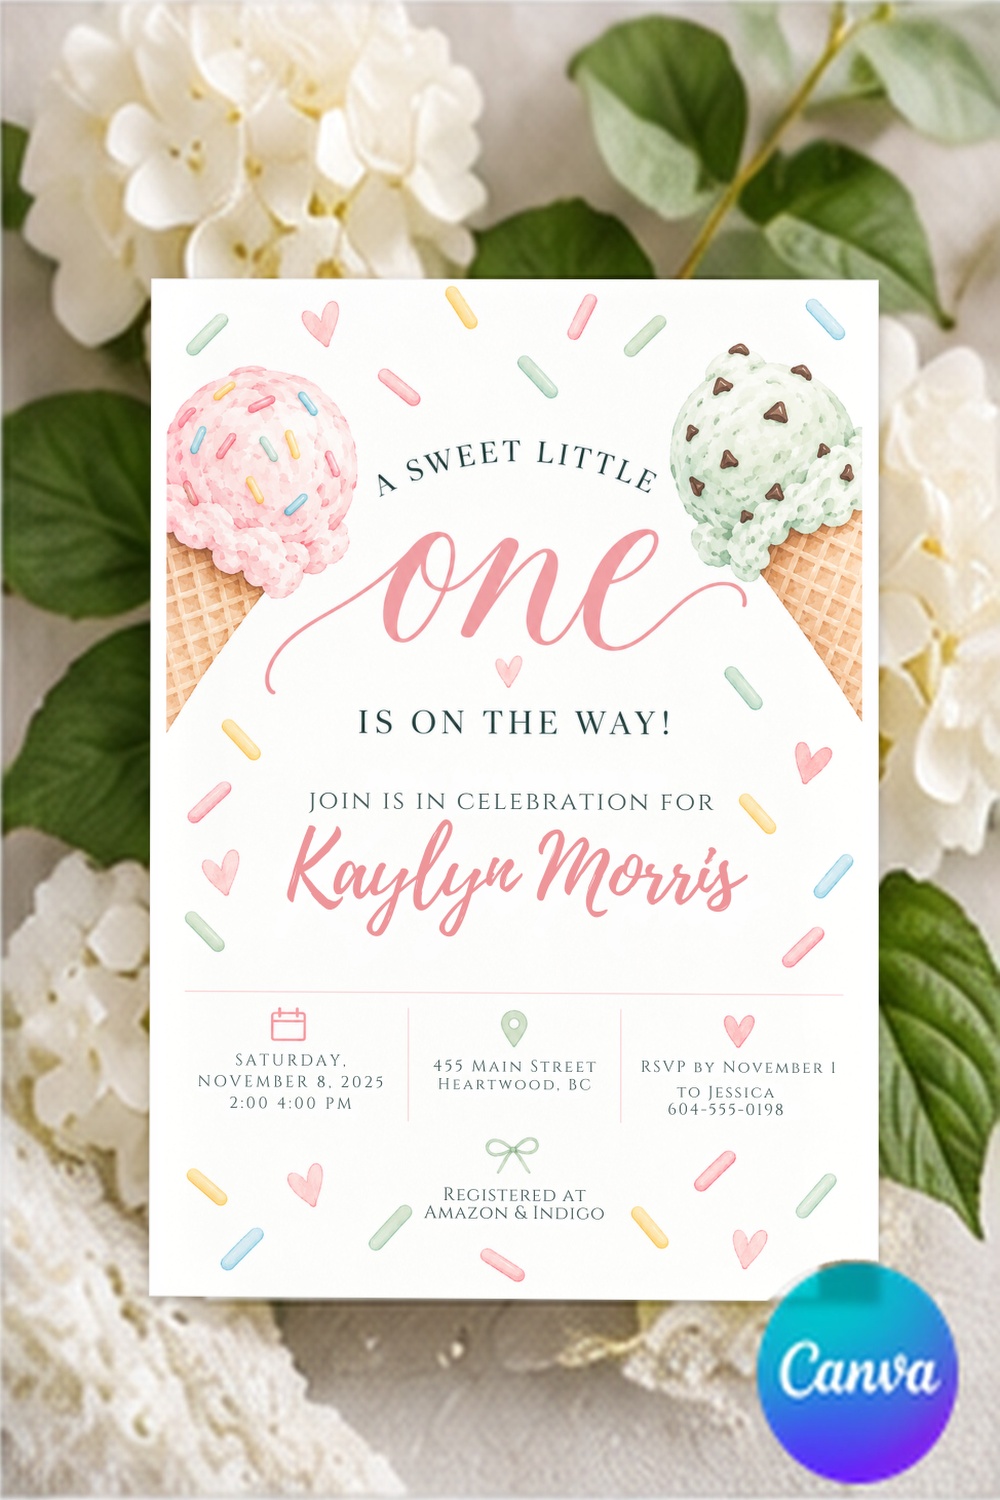 A SWEET LITTLE
one
IS ON THE WAY!
JOIN IS IN CELEBRATION FOR
Kaylyn Morris
SATURDAY,
NOVEMBER 8, 2025
2:00 4:00 PM
455 MAIN STREET
HEARTWOOD, BC
RSVP BY NOVEMBER 1
TO JESSICA
604-555-0198
REGISTERED AT
AMAZON & INDIGO
Canva